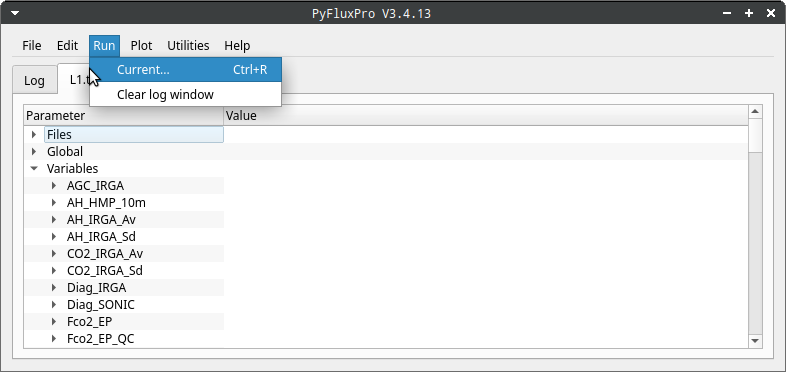 PyFluxPro V3.4.13
File Edit Run Plot Utilities Help
Current... Ctrl+R
Clear log window
Log L1.t
Parameter Value
Files
Global
Variables
AGC_IRGA
AH_HMP_10m
AH_IRGA_Av
AH_IRGA_Sd
CO2_IRGA_Av
CO2_IRGA_Sd
Diag_IRGA
Diag_SONIC
Fco2_EP
Fco2_EP_QC